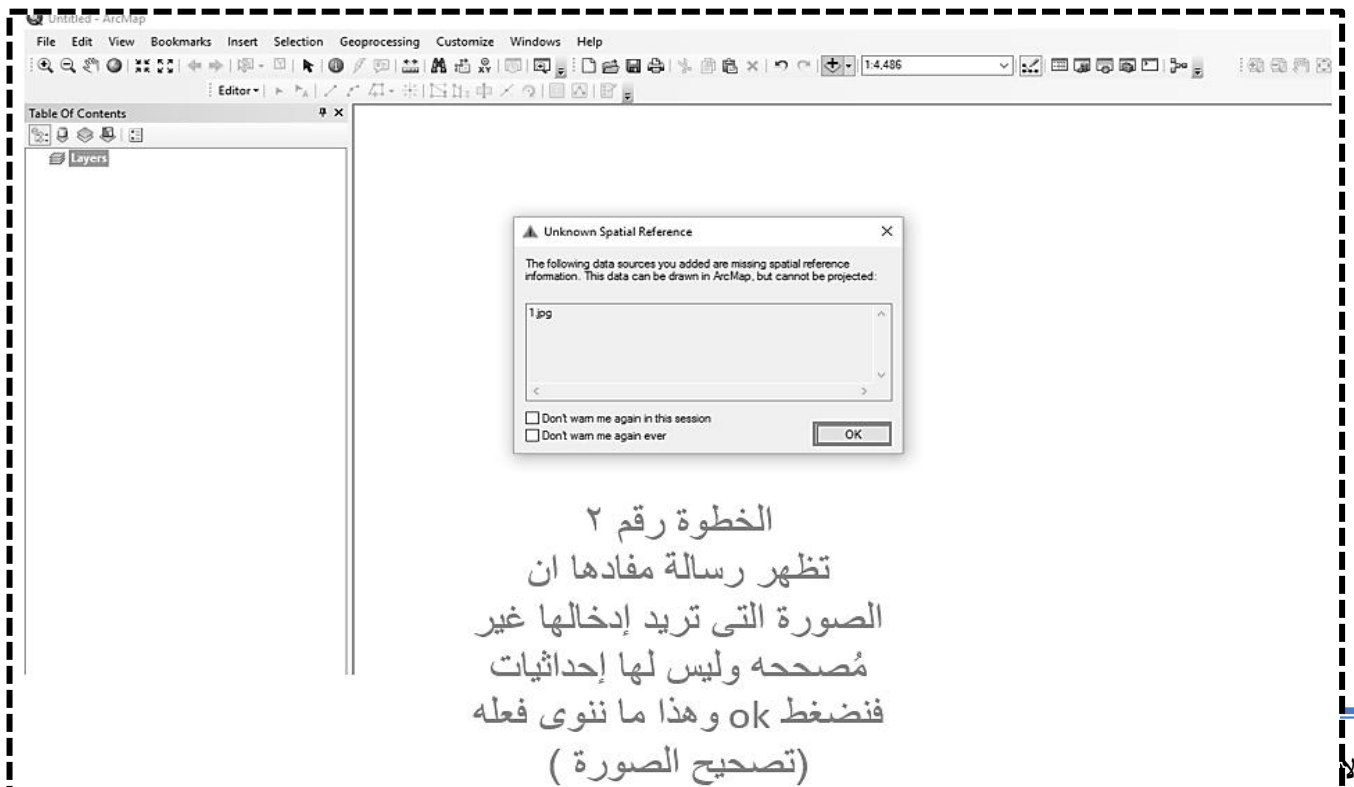 Untitled - ArcMap
File Edit View Bookmarks Insert Selection Geoprocessing Customize Windows Help
1:4,486
Editor
Table Of Contents
Layers
Unknown Spatial Reference
The following data sources you added are missing spatial reference
information. This data can be drawn in ArcMap, but cannot be projected:
1.jpg
Don't warn me again in this session
Don't warn me again ever
OK
الخطوة رقم ٢
تظهر رسالة مفادها ان
الصورة التى تريد إدخالها غير
مُصححه وليس لها إحداثيات
فنضغط ok وهذا ما ننوى فعله
(تصحيح الصورة )